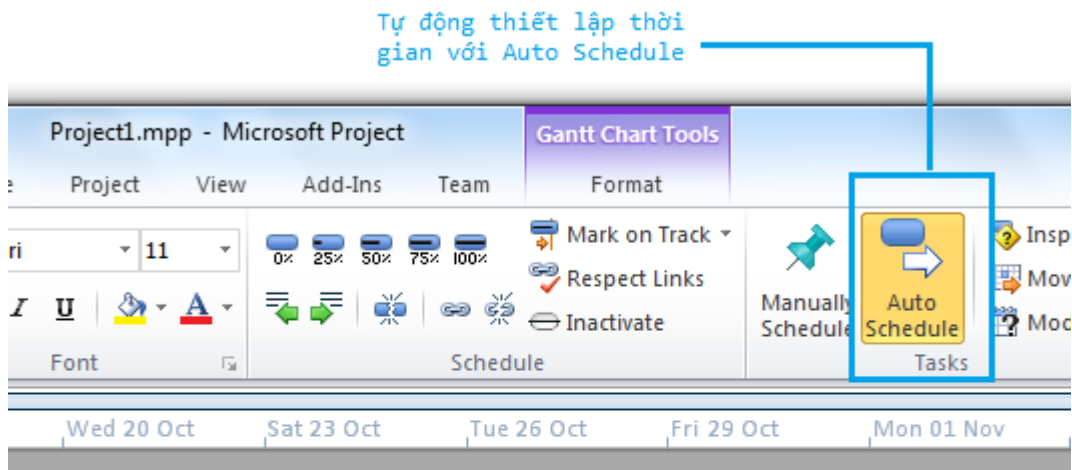 Tự động thiết lập thời
gian với Auto Schedule
Project1.mpp - Microsoft Project
Gantt Chart Tools
Project View Add-Ins Team Format
11
0% 25% 50% 75% 100%
Mark on Track
Respect Links
Inactivate
I U A
Manually
Schedule
Auto
Schedule
Font Schedule Tasks
Wed 20 Oct Sat 23 Oct Tue 26 Oct Fri 29 Oct Mon 01 Nov